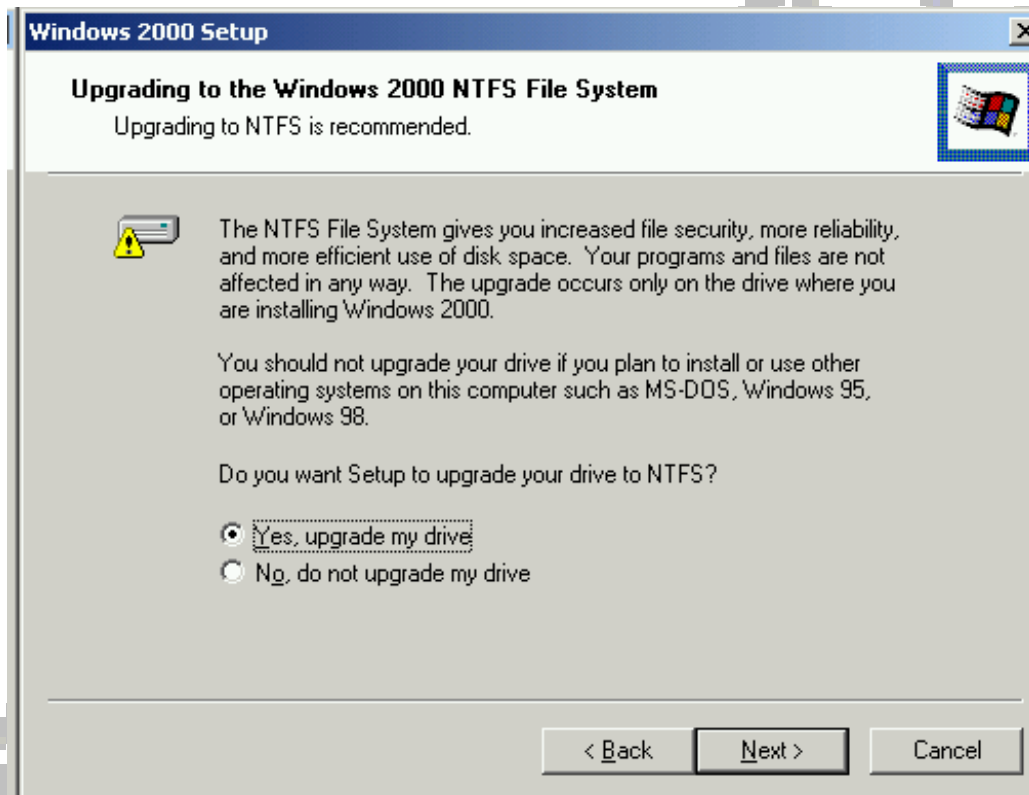 Windows 2000 Setup
Upgrading to the Windows 2000 NTFS File System
Upgrading to NTFS is recommended.
The NTFS File System gives you increased file security, more reliability,
and more efficient use of disk space.  Your programs and files are not
affected in any way.  The upgrade occurs only on the drive where you
are installing Windows 2000.
You should not upgrade your drive if you plan to install or use other
operating systems on this computer such as MS-DOS, Windows 95,
or Windows 98.
Do you want Setup to upgrade your drive to NTFS?
Yes, upgrade my drive
No, do not upgrade my drive
< Back Next > Cancel